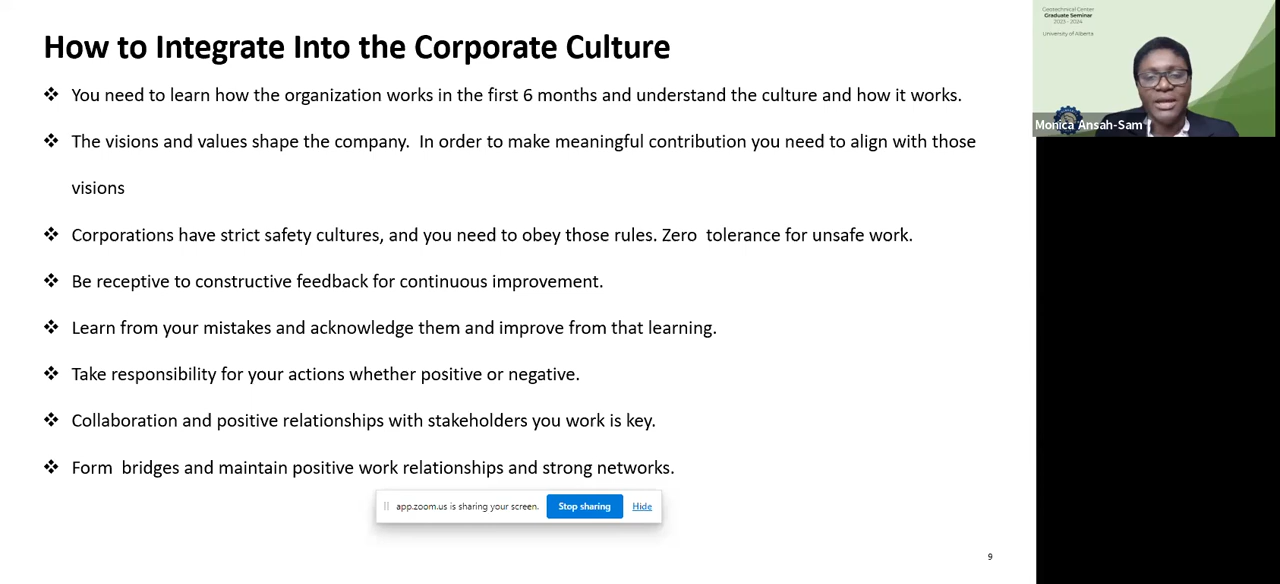 How to Integrate Into the Corporate Culture
❖ You need to learn how the organization works in the first 6 months and understand the culture and how it works.
❖ The visions and values shape the company.  In order to make meaningful contribution you need to align with those
visions
❖ Corporations have strict safety cultures, and you need to obey those rules. Zero  tolerance for unsafe work.
❖ Be receptive to constructive feedback for continuous improvement.
❖ Learn from your mistakes and acknowledge them and improve from that learning.
❖ Take responsibility for your actions whether positive or negative.
❖ Collaboration and positive relationships with stakeholders you work is key.
❖ Form  bridges and maintain positive work relationships and strong networks.
app.zoom.us is sharing your screen. Stop sharing Hide
9
Geotechnical Center
Graduate Seminar
2023 - 2024
University of Alberta
Monica Ansah-Sam